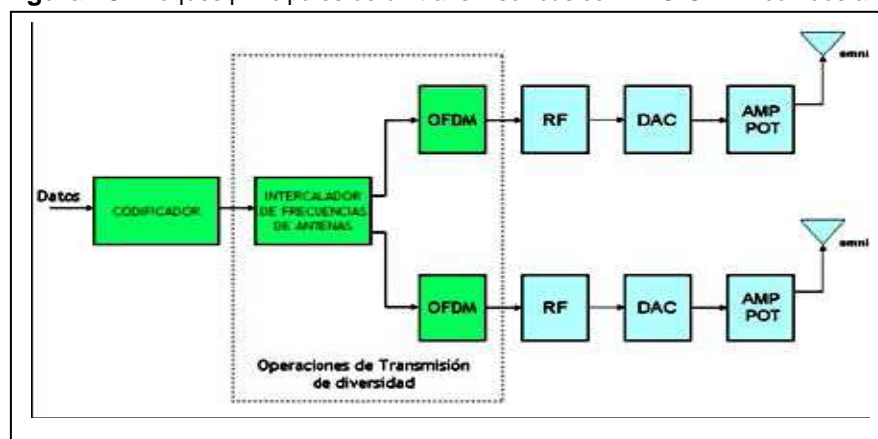 omni
OFDM
RF
DAC
AMP
POT
Datos
CODIFICADOR
INTERCALADOR
DE FRECUENCIAS
DE ANTENAS
omni
OFDM
RF
DAC
AMP
POT
Operaciones de Transmisión
de diversidad